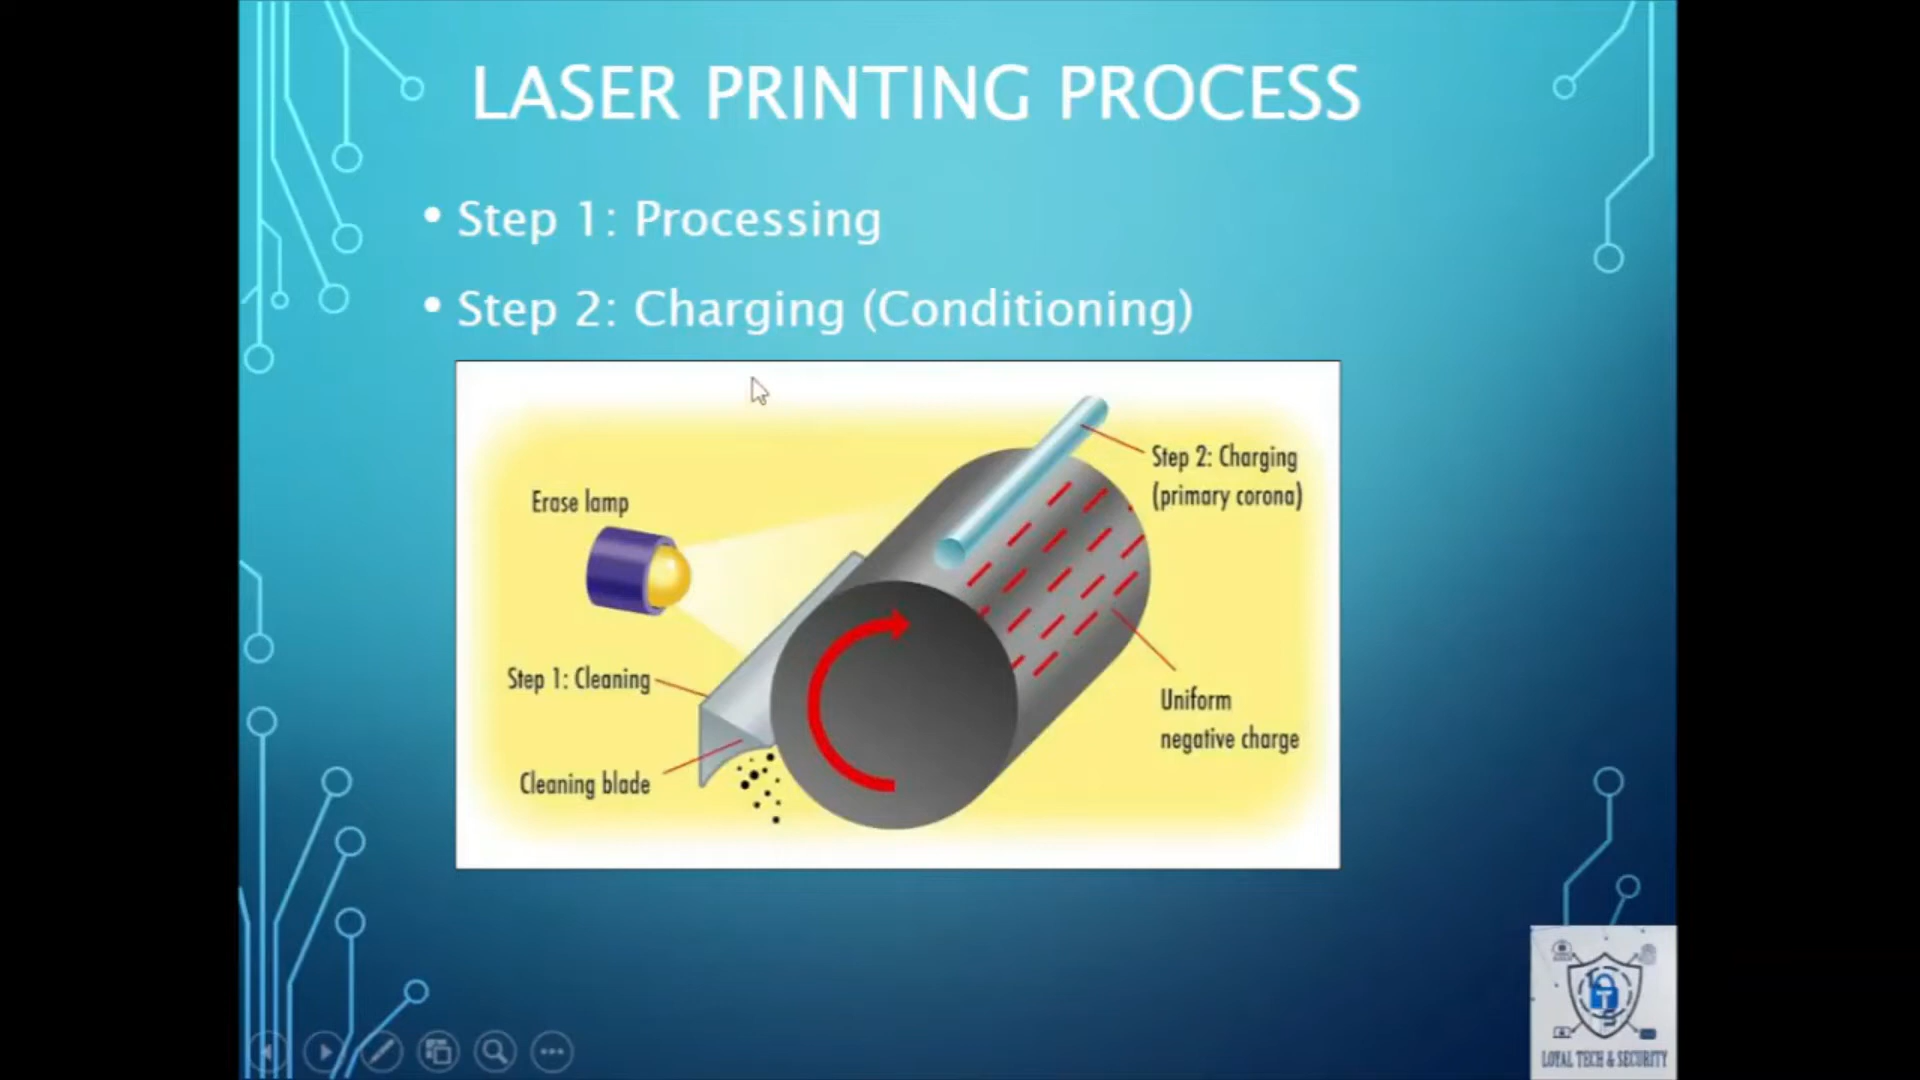 LASER PRINTING PROCESS
• Step 1: Processing
• Step 2: Charging (Conditioning)
Step 2: Charging
(primary corona)
Erase lamp
Step 1: Cleaning
Uniform
negative charge
Cleaning blade
T
LOYAL TECH & SECURITY